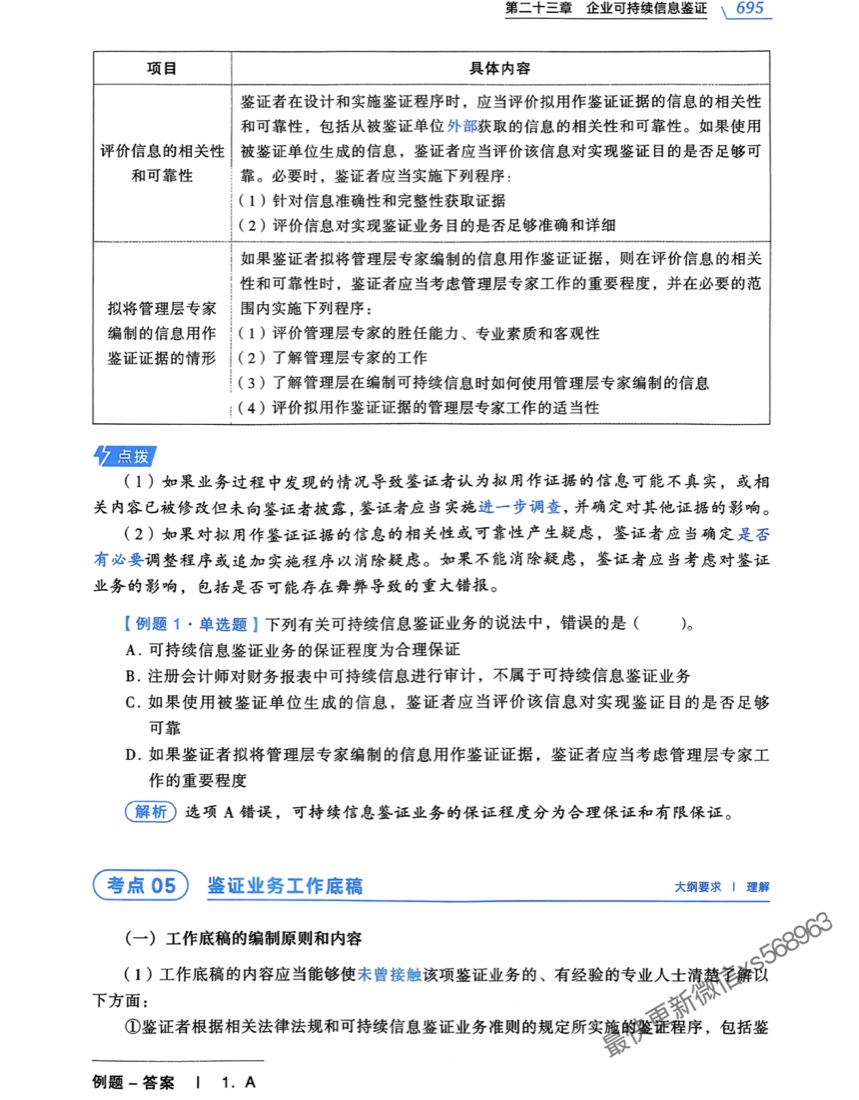 第二十三章 企业可持续信息鉴证 695
项目 具体内容
鉴证者在设计和实施鉴证程序时，应当评价拟用作鉴证证据的信息的相关性
和可靠性，包括从被鉴证单位外部获取的信息的相关性和可靠性。如果使用
评价信息的相关性 被鉴证单位生成的信息，鉴证者应当评价该信息对实现鉴证目的是否足够可
和可靠性 靠。必要时，鉴证者应当实施下列程序：
（1）针对信息准确性和完整性获取证据
（2）评价信息对实现鉴证业务目的是否足够准确和详细
如果鉴证者拟将管理层专家编制的信息用作鉴证证据，则在评价信息的相关
性和可靠性时，鉴证者应当考虑管理层专家工作的重要程度，并在必要的范
拟将管理层专家 围内实施下列程序：
编制的信息用作 （1）评价管理层专家的胜任能力、专业素质和客观性
鉴证证据的情形 （2）了解管理层专家的工作
（3）了解管理层在编制可持续信息时如何使用管理层专家编制的信息
（4）评价拟用作鉴证证据的管理层专家工作的适当性
点拨
（1）如果业务过程中发现的情况导致鉴证者认为拟用作证据的信息可能不真实，或相
关内容已被修改但未向鉴证者披露，鉴证者应当实施进一步调查，并确定对其他证据的影响。
（2）如果对拟用作鉴证证据的信息的相关性或可靠性产生疑虑，鉴证者应当确定是否
有必要调整程序或追加实施程序以消除疑虑。如果不能消除疑虑，鉴证者应当考虑对鉴证
业务的影响，包括是否可能存在舞弊导致的重大错报。
【例题 1·单选题】下列有关可持续信息鉴证业务的说法中，错误的是（ ）。
A. 可持续信息鉴证业务的保证程度为合理保证
B. 注册会计师对财务报表中可持续信息进行审计，不属于可持续信息鉴证业务
C. 如果使用被鉴证单位生成的信息，鉴证者应当评价该信息对实现鉴证目的是否足够
可靠
D. 如果鉴证者拟将管理层专家编制的信息用作鉴证证据，鉴证者应当考虑管理层专家工
作的重要程度
解析 选项 A 错误，可持续信息鉴证业务的保证程度分为合理保证和有限保证。
考点 05 鉴证业务工作底稿 大纲要求 | 理解
（一）工作底稿的编制原则和内容
（1）工作底稿的内容应当能够使未曾接触该项鉴证业务的、有经验的专业人士清楚了解以
下方面：
①鉴证者根据相关法律法规和可持续信息鉴证业务准则的规定所实施的鉴证程序，包括鉴
最快更新微信xs568963
例题－答案 | 1. A